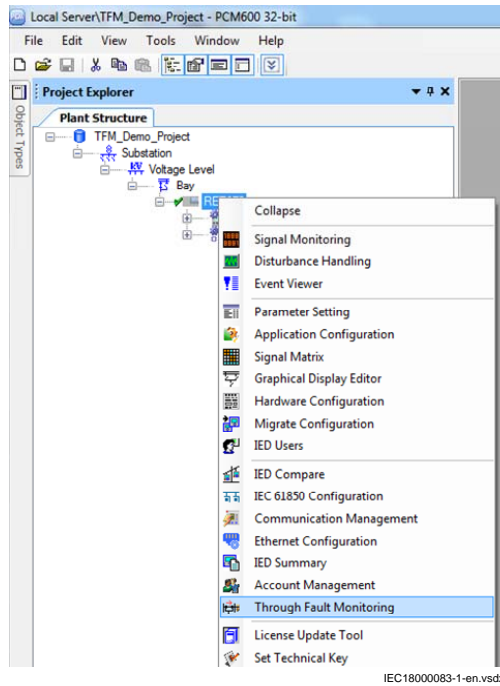 Local Server\TFM_Demo_Project - PCM600 32-bit
File Edit View Tools Window Help
Project Explorer
Object Types
Plant Structure
TFM_Demo_Project
Substation
Voltage Level
Bay
Collapse
Signal Monitoring
Disturbance Handling
Event Viewer
Parameter Setting
Application Configuration
Signal Matrix
Graphical Display Editor
Hardware Configuration
Migrate Configuration
IED Users
IED Compare
IEC 61850 Configuration
Communication Management
Ethernet Configuration
IED Summary
Account Management
Through Fault Monitoring
License Update Tool
Set Technical Key
IEC18000083-1-en.vsd